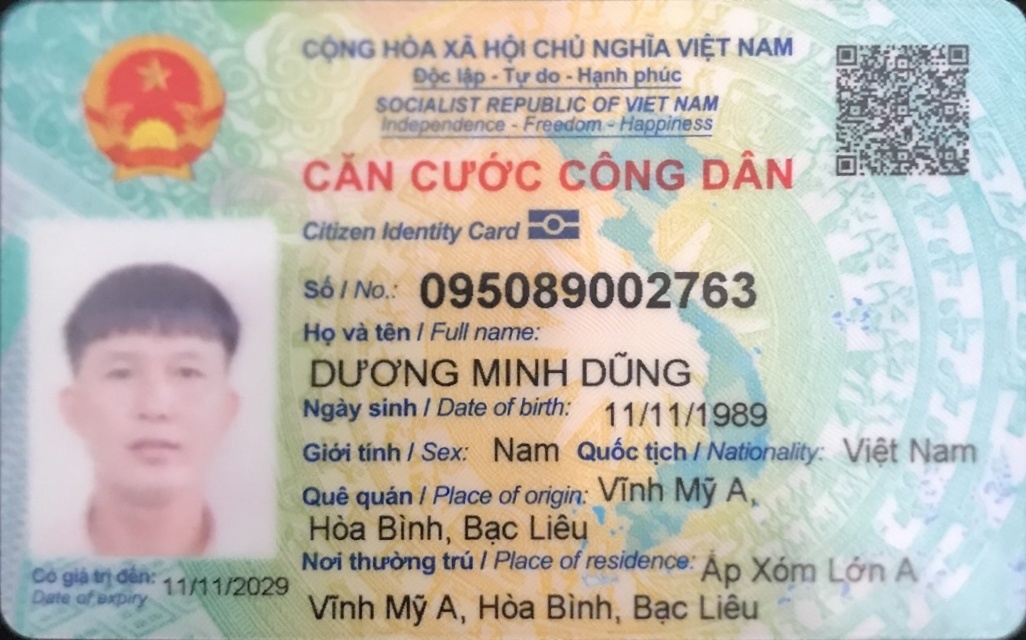 CỘNG HÒA XÃ HỘI CHỦ NGHĨA VIỆT NAM
Độc lập - Tự do - Hạnh phúc
SOCIALIST REPUBLIC OF VIET NAM
Independence - Freedom - Happiness
CĂN CƯỚC CÔNG DÂN
Citizen Identity Card
Số / No.: 095089002763
Họ và tên / Full name:
DƯƠNG MINH DŨNG
Ngày sinh / Date of birth: 11/11/1989
Giới tính / Sex: Nam Quốc tịch / Nationality: Việt Nam
Quê quán / Place of origin: Vĩnh Mỹ A,
Hòa Bình, Bạc Liêu
Nơi thường trú / Place of residence: Ấp Xóm Lớn A
Vĩnh Mỹ A, Hòa Bình, Bạc Liêu
Có giá trị đến: 11/11/2029
Date of expiry